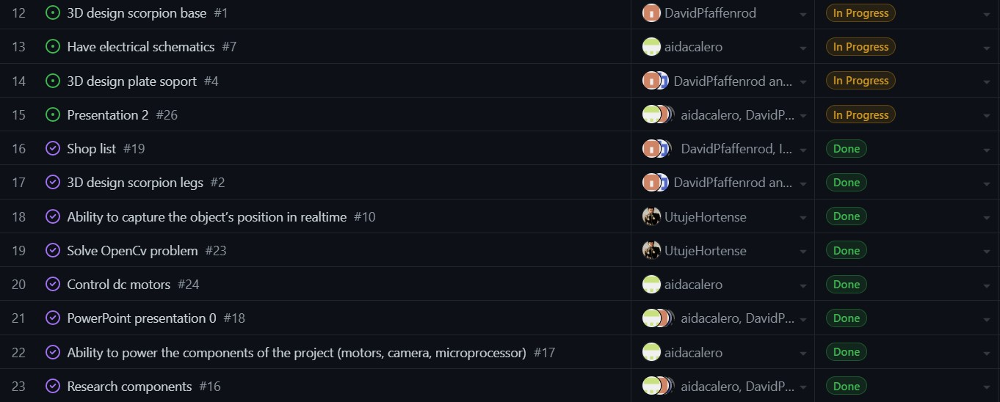 12 3D design scorpion base #1 DavidPfaffenrod In Progress
13 Have electrical schematics #7 aidacalero In Progress
14 3D design plate soport #4 DavidPfaffenrod an... In Progress
15 Presentation 2 #26 aidacalero, DavidP... In Progress
16 Shop list #19 DavidPfaffenrod, I... Done
17 3D design scorpion legs #2 DavidPfaffenrod an... Done
18 Ability to capture the object’s position in realtime #10 UtujeHortense Done
19 Solve OpenCv problem #23 UtujeHortense Done
20 Control dc motors #24 aidacalero Done
21 PowerPoint presentation 0 #18 aidacalero, DavidP... Done
22 Ability to power the components of the project (motors, camera, microprocessor) #17 aidacalero Done
23 Research components #16 aidacalero, DavidP... Done